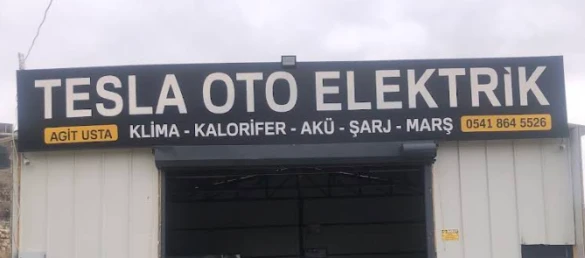 TESLA OTO ELEKTRİK
AGİT USTA KLİMA - KALORİFER - AKÜ - ŞARJ - MARŞ 0541 864 5526